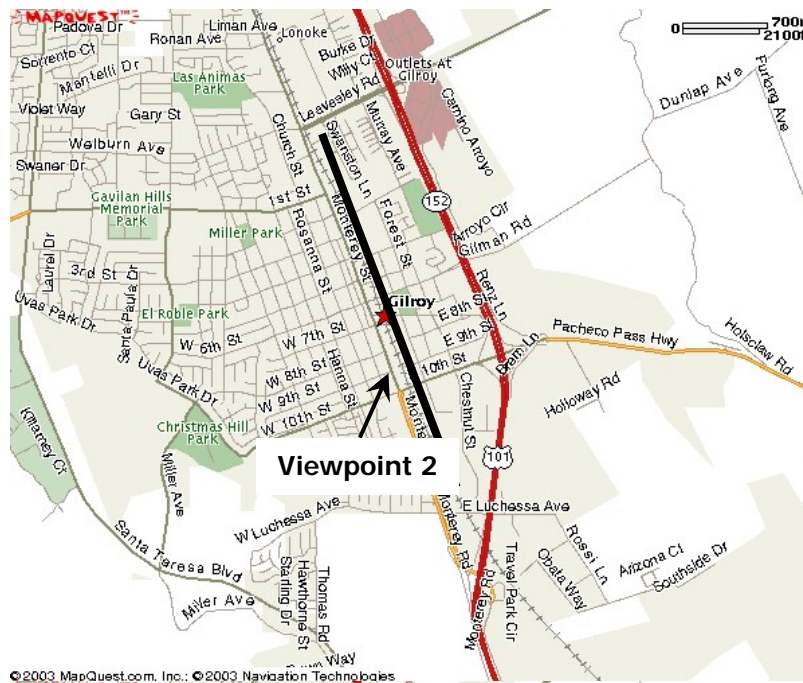 MAPQUEST™
Padova Dr
Ronan Ave
Liman Ave
Lonoke
Burke Dr
Willy Ct
700m
0
2100ft
Sorrento Ct
Mantelli Dr
Las Animas
Park
Outlets At
Gilroy
Leavesley Rd
Camino Arroyo
Dunlap Ave
Furlong Ave
Violet Way
Gary St
Church St
Murray Ave
Swanston Ln
Welburn Ave
Swaner Dr
Gavilan Hills
Memorial
Park
1st St
Monterey St
Forest St
152
Miller Park
Rosanna St
Arroyo Cir
Gilman Rd
Laurel Dr
3rd St
Santa Paula Dr
Uvas Park Dr
El Roble Park
Gilroy
Renz Ln
E 8th St
E 9th St
W 6th St
W 7th St
W 8th St
W 9th St
W 10th St
10th St
Hanna St
Bram Ln
Pacheco Pass Hwy
Holsclaw Rd
Uvas Park Dr
Chestnut St
Holloway Rd
Christmas Hill
Park
Killarney Ct
Miller Ave
Viewpoint 2
101
W Luchessa Ave
E Luchessa Ave
Monterey Rd
Santa Teresa Blvd
Rossi Ln
Arizona Ct
Southside Dr
Obata Way
Travel Park Cir
Monterey Rd
Miller Ave
Starling Dr
Hawthorne St
Thomas Rd
©2003 MapQuest.com, Inc.; ©2003 Navigation Technologies